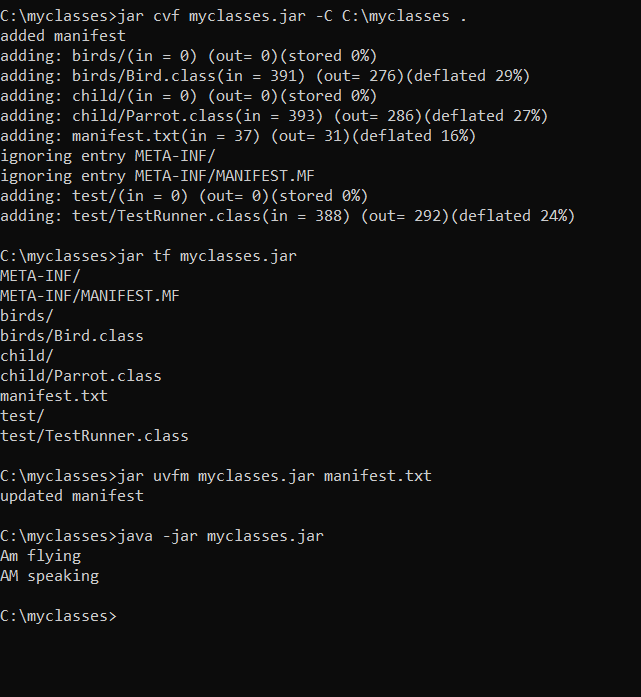 C:\myclasses>jar cvf myclasses.jar -C C:\myclasses .
added manifest
adding: birds/(in = 0) (out= 0)(stored 0%)
adding: birds/Bird.class(in = 391) (out= 276)(deflated 29%)
adding: child/(in = 0) (out= 0)(stored 0%)
adding: child/Parrot.class(in = 393) (out= 286)(deflated 27%)
adding: manifest.txt(in = 37) (out= 31)(deflated 16%)
ignoring entry META-INF/
ignoring entry META-INF/MANIFEST.MF
adding: test/(in = 0) (out= 0)(stored 0%)
adding: test/TestRunner.class(in = 388) (out= 292)(deflated 24%)
C:\myclasses>jar tf myclasses.jar
META-INF/
META-INF/MANIFEST.MF
birds/
birds/Bird.class
child/
child/Parrot.class
manifest.txt
test/
test/TestRunner.class
C:\myclasses>jar uvfm myclasses.jar manifest.txt
updated manifest
C:\myclasses>java -jar myclasses.jar
Am flying
AM speaking
C:\myclasses>